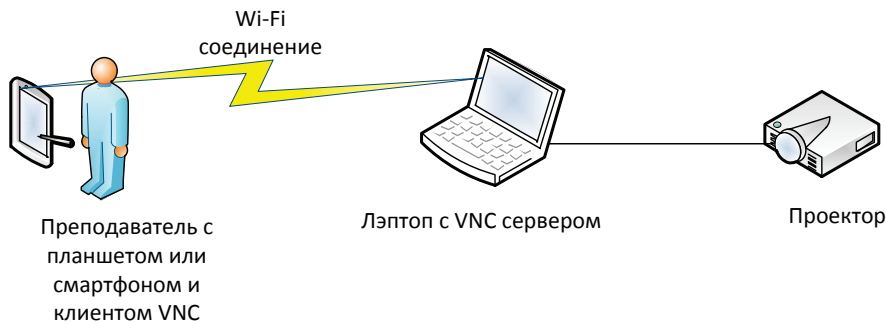 Wi-Fi
соединение
Преподаватель с
планшетом или
смартфоном и
клиентом VNC
Лэптоп с VNC сервером
Проектор